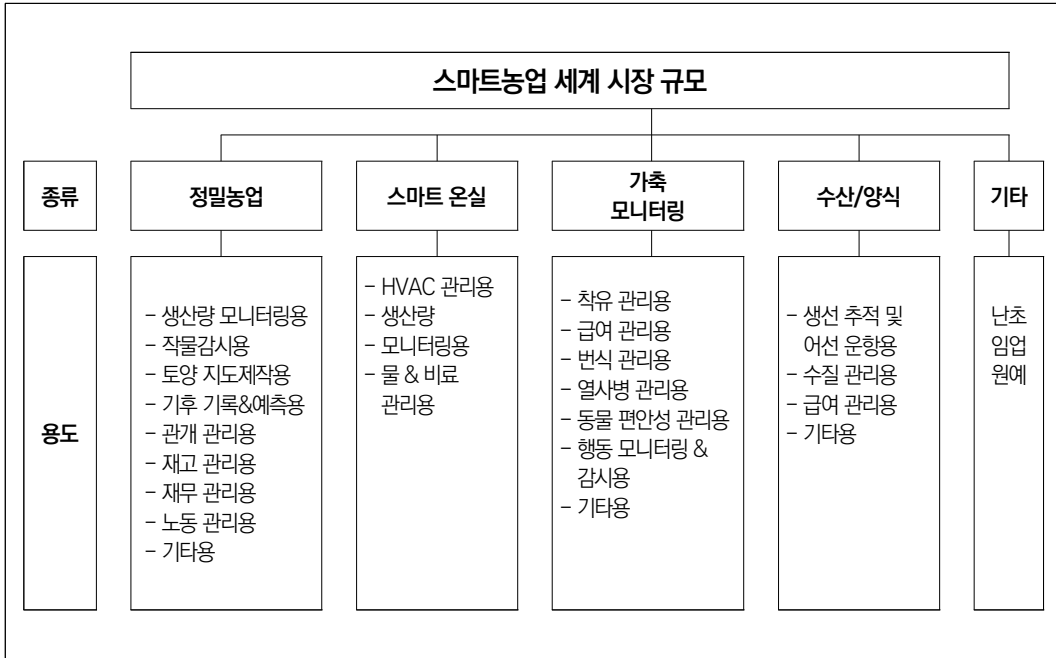 스마트농업 세계 시장 규모
종류
정밀농업
스마트 온실
가축
모니터링
수산/양식
기타
용도
– 생산량 모니터링용
– 작물감시용
– 토양 지도제작용
– 기후 기록&예측용
– 관개 관리용
– 재고 관리용
– 재무 관리용
– 노동 관리용
– 기타용
– HVAC 관리용
– 생산량
– 모니터링용
– 물 & 비료
관리용
– 착유 관리용
– 급여 관리용
– 번식 관리용
– 열사병 관리용
– 동물 편안성 관리용
– 행동 모니터링 &
감시용
– 기타용
– 생선 추적 및
어선 운항용
– 수질 관리용
– 급여 관리용
– 기타용
난초
임업
원예